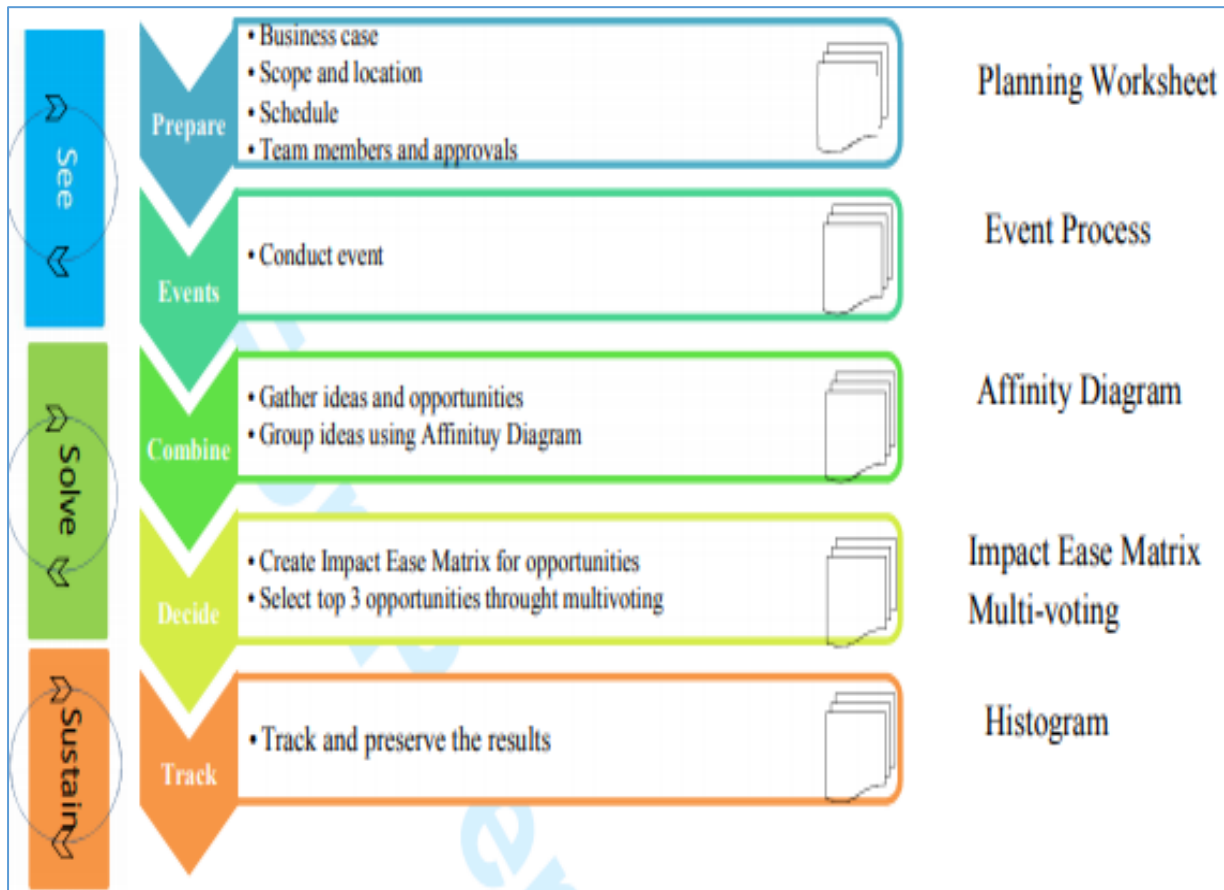 See
Prepare
• Business case
• Scope and location
• Schedule
• Team members and approvals
Planning Worksheet
Events
• Conduct event
Event Process
Solve
Combine
• Gather ideas and opportunities
• Group ideas using Affinituy Diagram
Affinity Diagram
Decide
• Create Impact Ease Matrix for opportunities
• Select top 3 opportunities throught multivoting
Impact Ease Matrix
Multi-voting
Sustain
Track
• Track and preserve the results
Histogram